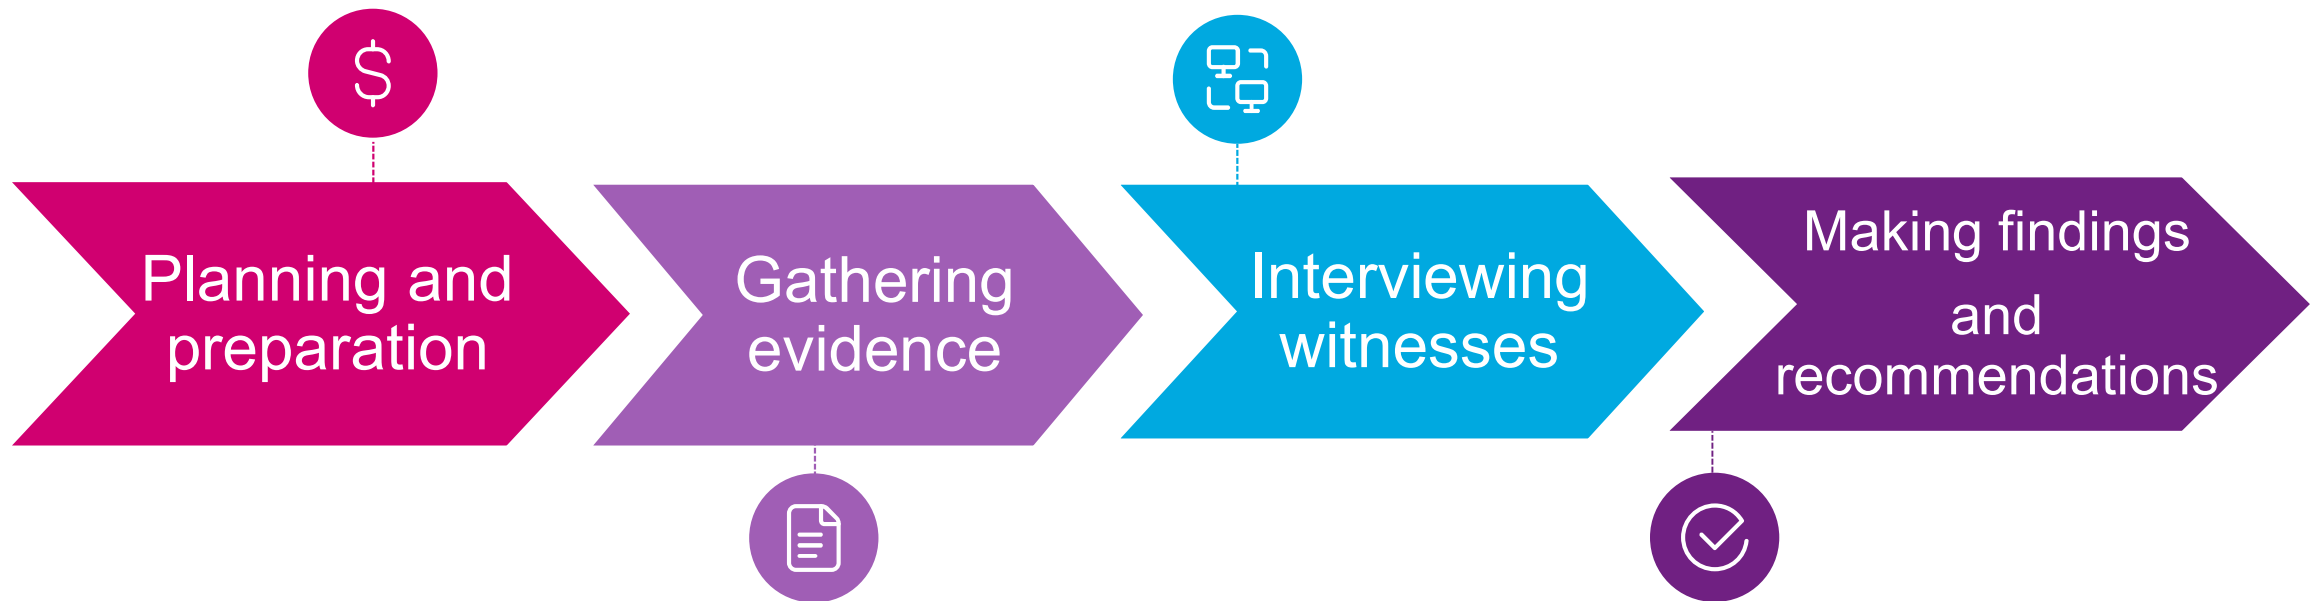 Planning and
preparation
Gathering
evidence
Interviewing
witnesses
Making findings
and
recommendations